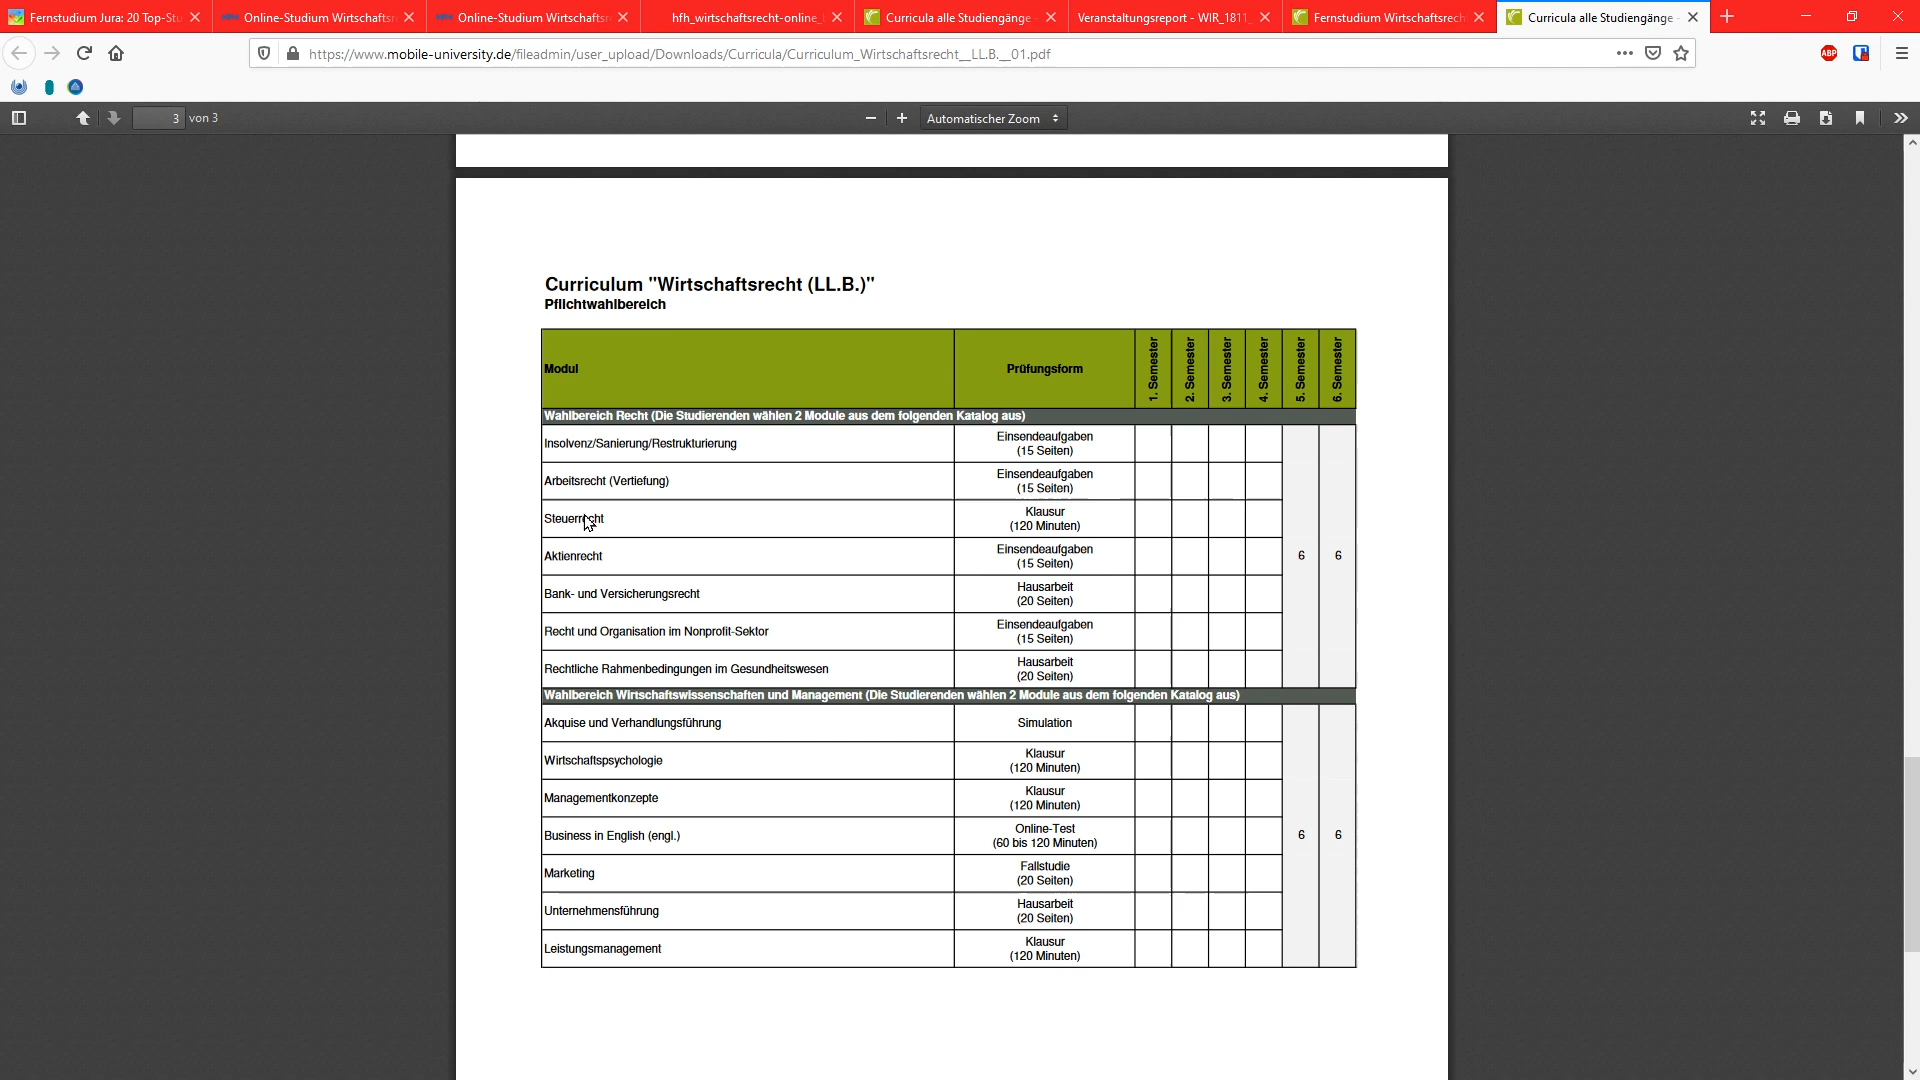 Fernstudium Jura: 20 Top-Stu
Online-Studium Wirtschaftsr
Online-Studium Wirtschaftsr
hfh_wirtschaftsrecht-online_
Curricula alle Studiengänge -
Veranstaltungsreport - WIR_1811_
Fernstudium Wirtschaftsrech
Curricula alle Studiengänge -
https://www.mobile-university.de/fileadmin/user_upload/Downloads/Curricula/Curriculum_Wirtschaftsrecht__LL.B.__01.pdf
ABP
3 von 3
Automatischer Zoom
Curriculum "Wirtschaftsrecht (LL.B.)"
Pflichtwahlbereich
Modul Prüfungsform 1. Semester 2. Semester 3. Semester 4. Semester 5. Semester 6. Semester
Wahlbereich Recht (Die Studierenden wählen 2 Module aus dem folgenden Katalog aus)
Insolvenz/Sanierung/Restrukturierung Einsendeaufgaben
(15 Seiten)
Arbeitsrecht (Vertiefung) Einsendeaufgaben
(15 Seiten)
Steuerrecht Klausur
(120 Minuten)
Aktienrecht Einsendeaufgaben
(15 Seiten)
6 6
Bank- und Versicherungsrecht Hausarbeit
(20 Seiten)
Recht und Organisation im Nonprofit-Sektor Einsendeaufgaben
(15 Seiten)
Rechtliche Rahmenbedingungen im Gesundheitswesen Hausarbeit
(20 Seiten)
Wahlbereich Wirtschaftswissenschaften und Management (Die Studierenden wählen 2 Module aus dem folgenden Katalog aus)
Akquise und Verhandlungsführung Simulation
Wirtschaftspsychologie Klausur
(120 Minuten)
Managementkonzepte Klausur
(120 Minuten)
Business in English (engl.) Online-Test
(60 bis 120 Minuten)
6 6
Marketing Fallstudie
(20 Seiten)
Unternehmensführung Hausarbeit
(20 Seiten)
Leistungsmanagement Klausur
(120 Minuten)